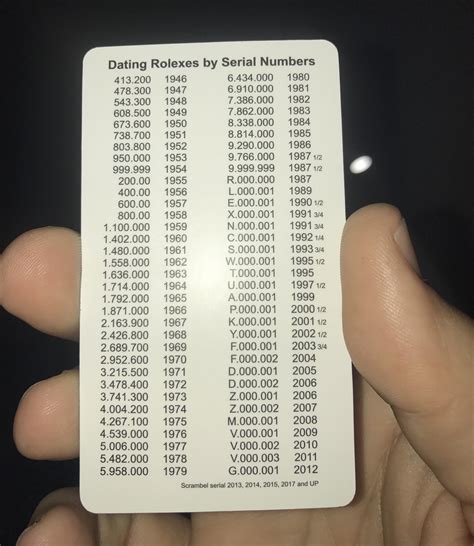 Dating Rolexes by Serial Numbers
413.200 1946 6.434.000 1980
478.300 1947 6.910.000 1981
543.300 1948 7.386.000 1982
608.500 1949 7.862.000 1983
673.600 1950 8.338.000 1984
738.700 1951 8.814.000 1985
803.800 1952 9.290.000 1986
950.000 1953 9.766.000 1987 1/2
999.999 1954 9.999.999 1987 1/2
200.00 1955 R.000.000 1987
400.00 1956 L.000.001 1989
600.00 1957 E.000.001 1990 1/2
800.00 1958 X.000.001 1991 3/4
1.100.000 1959 N.000.001 1991 3/4
1.402.000 1960 C.000.001 1992 1/4
1.480.000 1961 S.000.001 1993 3/4
1.558.000 1962 W.000.001 1995 1/2
1.636.000 1963 T.000.001 1995
1.714.000 1964 U.000.001 1997 1/2
1.792.000 1965 A.000.001 1999
1.871.000 1966 P.000.001 2000 1/2
2.163.900 1967 K.000.001 2001 1/2
2.426.800 1968 Y.000.001 2002 1/2
2.689.700 1969 F.000.001 2003 3/4
2.952.600 1970 F.000.002 2004
3.215.500 1971 D.000.001 2005
3.478.400 1972 D.000.002 2006
3.741.300 1973 Z.000.001 2006
4.004.200 1974 Z.000.002 2007
4.267.100 1975 M.000.001 2008
4.539.000 1976 V.000.001 2009
5.006.000 1977 V.000.002 2010
5.482.000 1978 V.000.003 2011
5.958.000 1979 G.000.001 2012
Scrambel serial 2013, 2014, 2015, 2017 and UP